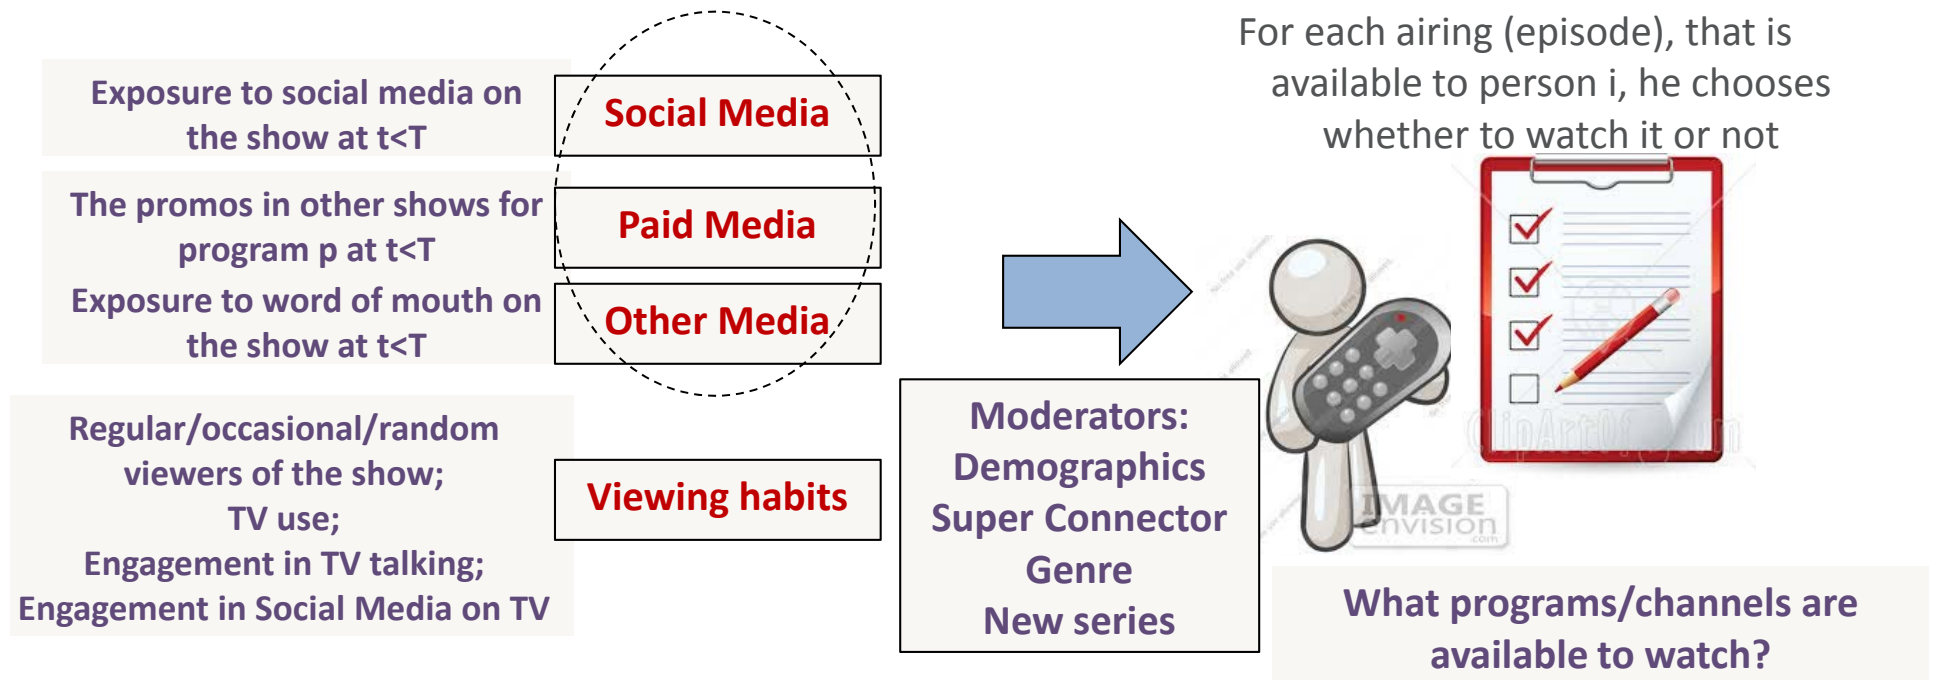 Exposure to social media on
the show at t<T
Social Media
The promos in other shows for
program p at t<T
Paid Media
Exposure to word of mouth on
the show at t<T
Other Media
Regular/occasional/random
viewers of the show;
TV use;
Engagement in TV talking;
Engagement in Social Media on TV
Viewing habits
Moderators:
Demographics
Super Connector
Genre
New series
For each airing (episode), that is
available to person i, he chooses
whether to watch it or not
IMAGE
envision
.com
What programs/channels are
available to watch?